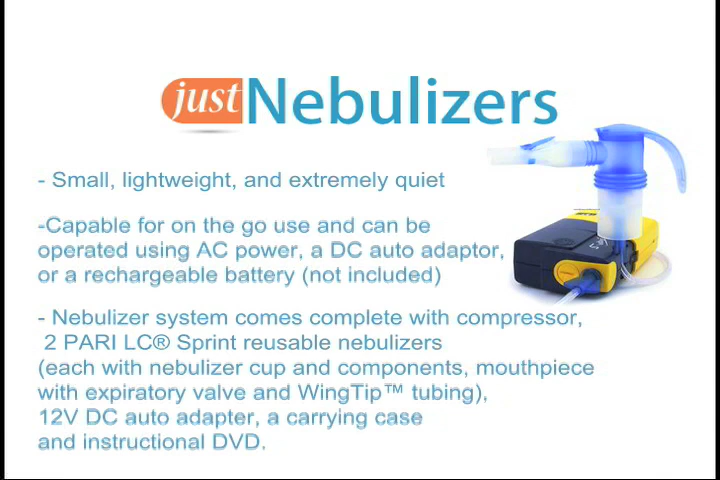 just Nebulizers
- Small, lightweight, and extremely quiet
-Capable for on the go use and can be
operated using AC power, a DC auto adaptor,
or a rechargeable battery (not included)
- Nebulizer system comes complete with compressor,
2 PARI LC® Sprint reusable nebulizers
(each with nebulizer cup and components, mouthpiece
with expiratory valve and WingTip™ tubing),
12V DC auto adapter, a carrying case
and instructional DVD.